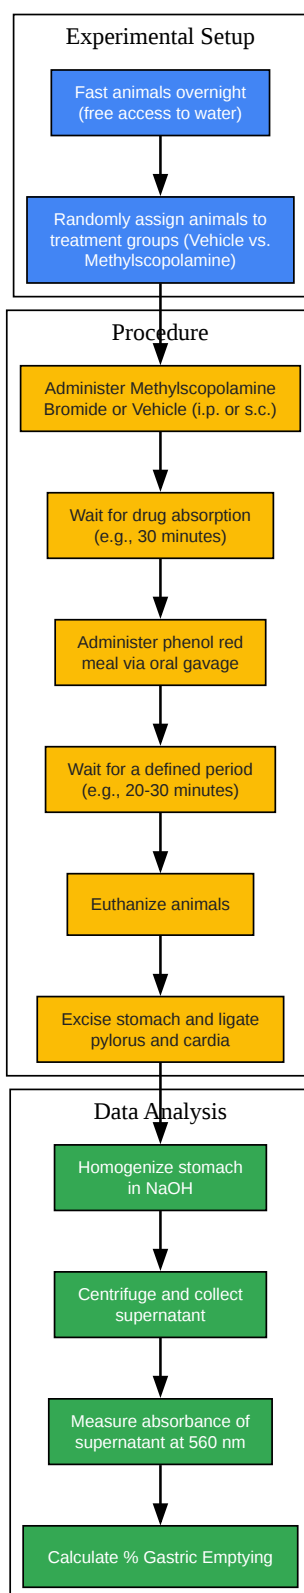 Experimental Setup
Fast animals overnight
(free access to water)
Randomly assign animals to
treatment groups (Vehicle vs.
Methylscopolamine)
Procedure
Administer Methylscopolamine
Bromide or Vehicle (i.p. or s.c.)
Wait for drug absorption
(e.g., 30 minutes)
Administer phenol red
meal via oral gavage
Wait for a defined period
(e.g., 20-30 minutes)
Euthanize animals
Excise stomach and ligate
pylorus and cardia
Data Analysis
Homogenize stomach
in NaOH
Centrifuge and collect
supernatant
Measure absorbance of
supernatant at 560 nm
Calculate % Gastric Emptying